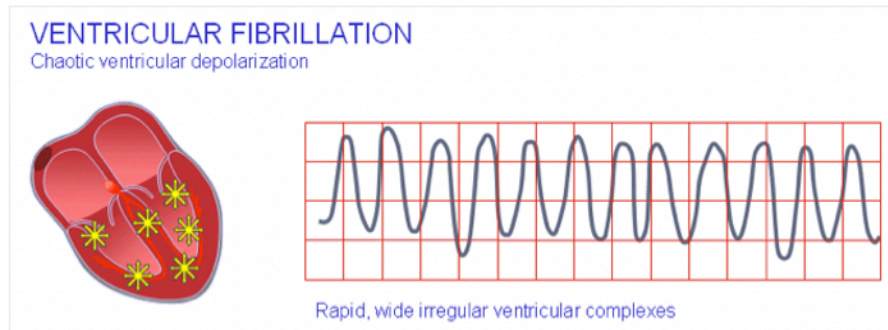 VENTRICULAR FIBRILLATION
Chaotic ventricular depolarization
Rapid, wide irregular ventricular complexes